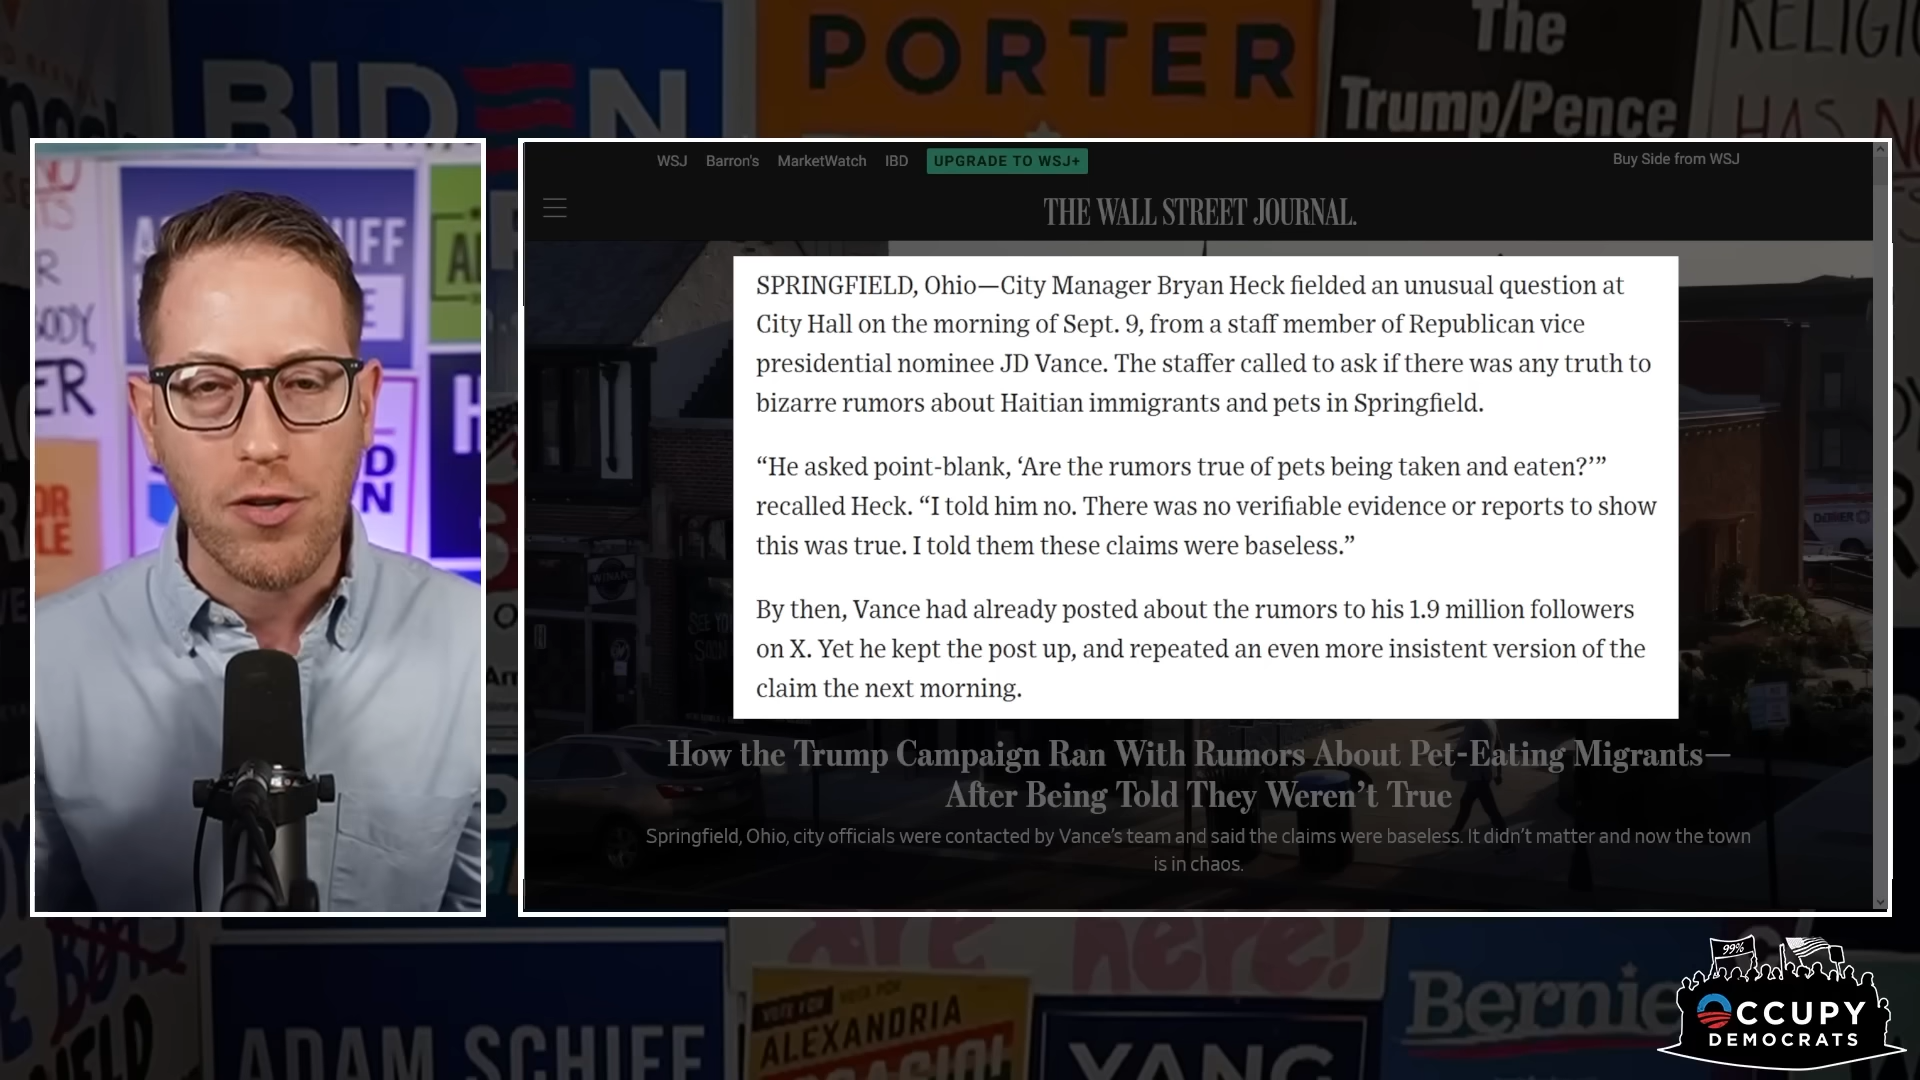 BIDEN
PORTER
The
Trump/Pence
RELIGIO
HAS NO
WSJ Barron's MarketWatch IBD UPGRADE TO WSJ+
Buy Side from WSJ
THE WALL STREET JOURNAL.
SPRINGFIELD, Ohio—City Manager Bryan Heck fielded an unusual question at
City Hall on the morning of Sept. 9, from a staff member of Republican vice
presidential nominee JD Vance. The staffer called to ask if there was any truth to
bizarre rumors about Haitian immigrants and pets in Springfield.
“He asked point-blank, ‘Are the rumors true of pets being taken and eaten?’”
recalled Heck. “I told him no. There was no verifiable evidence or reports to show
this was true. I told them these claims were baseless.”
By then, Vance had already posted about the rumors to his 1.9 million followers
on X. Yet he kept the post up, and repeated an even more insistent version of the
claim the next morning.
How the Trump Campaign Ran With Rumors About Pet-Eating Migrants—
After Being Told They Weren’t True
Springfield, Ohio, city officials were contacted by Vance’s team and said the claims were baseless. It didn’t matter and now the town
is in chaos.
are here!
ADAM SCHIFF
VOTE FOR
ALEXANDRIA
YANG
Bernie
99%
OCCUPY
DEMOCRATS